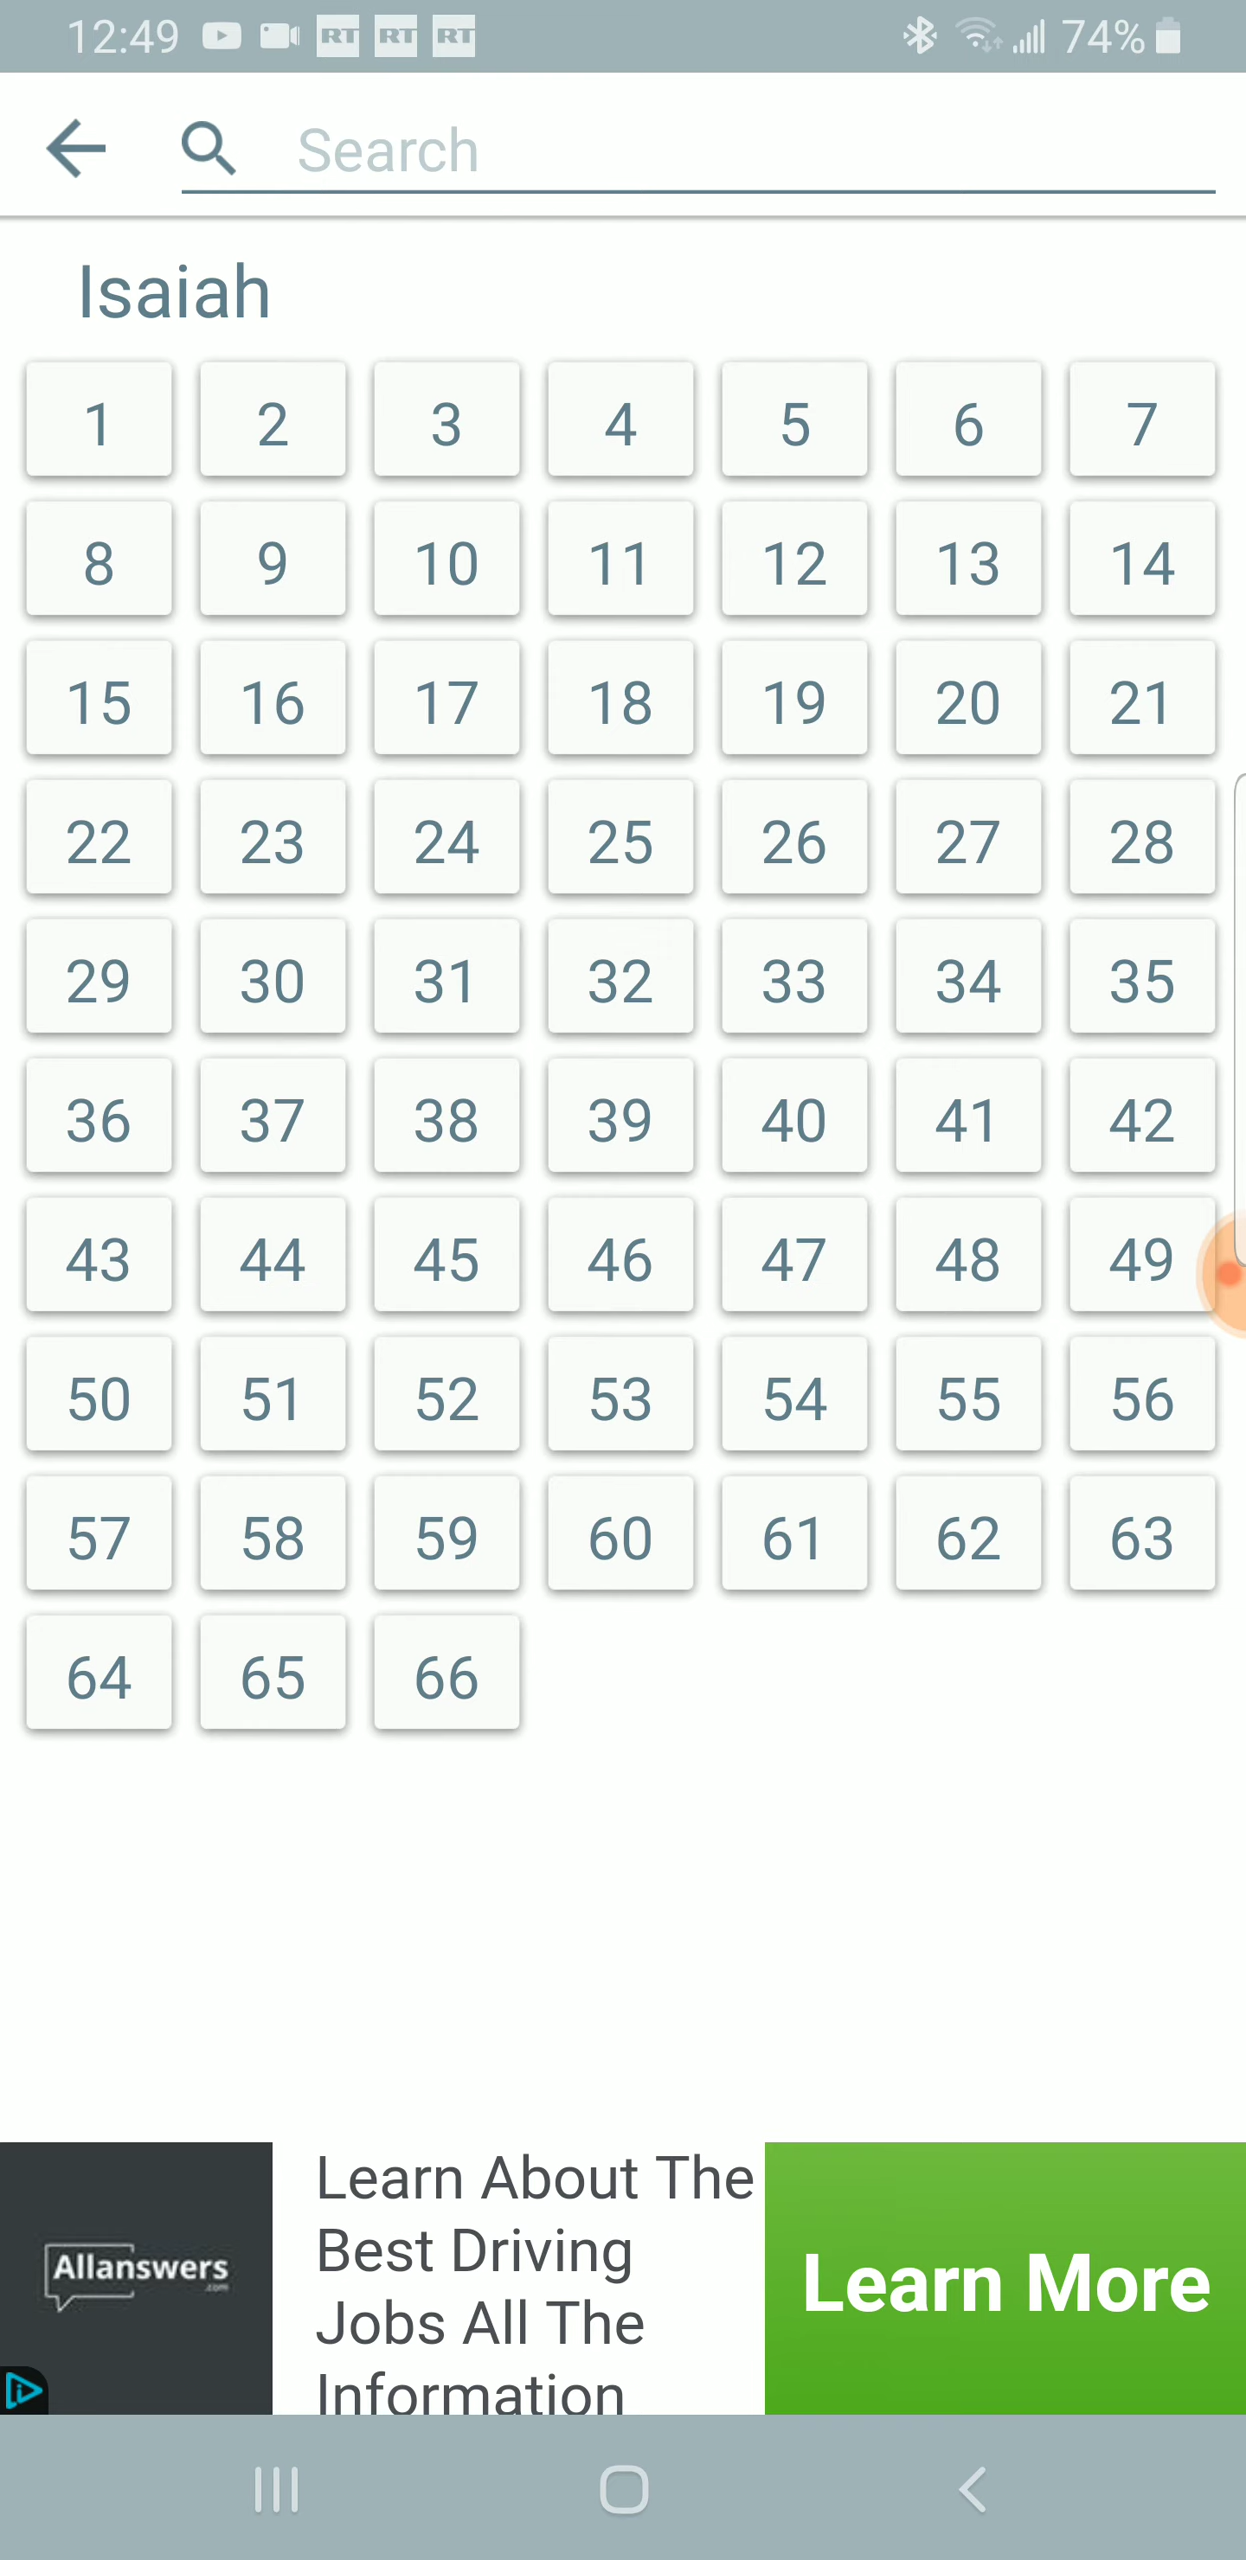 12:49 RT RT RT 74%
Search
Isaiah
1 2 3 4 5 6 7
8 9 10 11 12 13 14
15 16 17 18 19 20 21
22 23 24 25 26 27 28
29 30 31 32 33 34 35
36 37 38 39 40 41 42
43 44 45 46 47 48 49
50 51 52 53 54 55 56
57 58 59 60 61 62 63
64 65 66
Allanswers
.com
Learn About The
Best Driving
Jobs All The
Information
Learn More